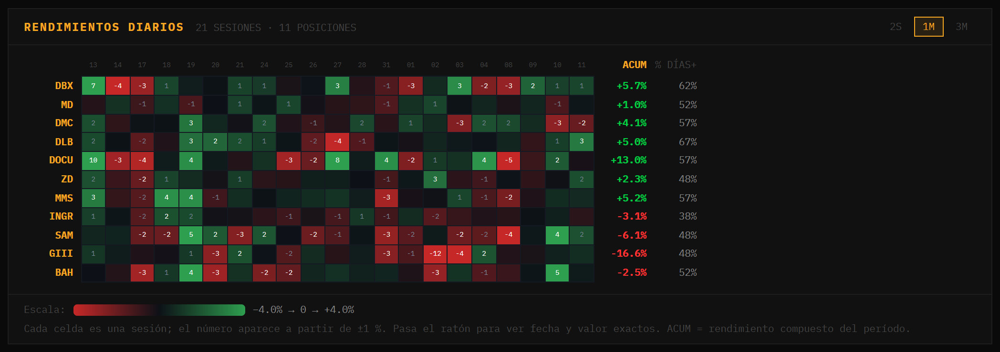 RENDIMIENTOS DIARIOS 21 SESIONES · 11 POSICIONES 2S 1M 3M
13 14 17 18 19 20 21 24 25 26 27 28 31 01 02 03 04 08 09 10 11 ACUM % DÍAS+
DBX 7 -4 -3 1 1 1 3 -1 -3 3 -2 -3 2 1 1 +5.7% 62%
MD -1 -1 1 1 -1 1 -1 +1.0% 52%
DMC 2 3 2 -1 2 1 -3 2 2 -3 -2 +4.1% 57%
DLB 2 -2 3 2 2 1 -2 -4 -1 1 3 +5.0% 67%
DOCU 10 -3 -4 4 -3 -2 8 4 -2 1 4 -5 2 +13.0% 57%
ZD 2 -2 1 1 -1 3 -1 2 +2.3% 48%
MMS 3 -2 4 4 -1 -3 1 -1 -2 +5.2% 57%
INGR 1 -2 2 2 -1 -1 1 -1 -2 -3.1% 38%
SAM -2 -2 5 2 -3 2 -2 -1 -3 -2 -2 -2 -4 4 2 -6.1% 48%
GIII 1 1 -3 2 -2 -3 -1 -12 -4 2 -16.6% 48%
BAH -3 1 4 -3 -2 -2 -3 -1 5 -2.5% 52%
Escala: −4.0% → 0 → +4.0%
Cada celda es una sesión; el número aparece a partir de ±1 %. Pasa el ratón para ver fecha y valor exactos. ACUM = rendimiento compuesto del período.